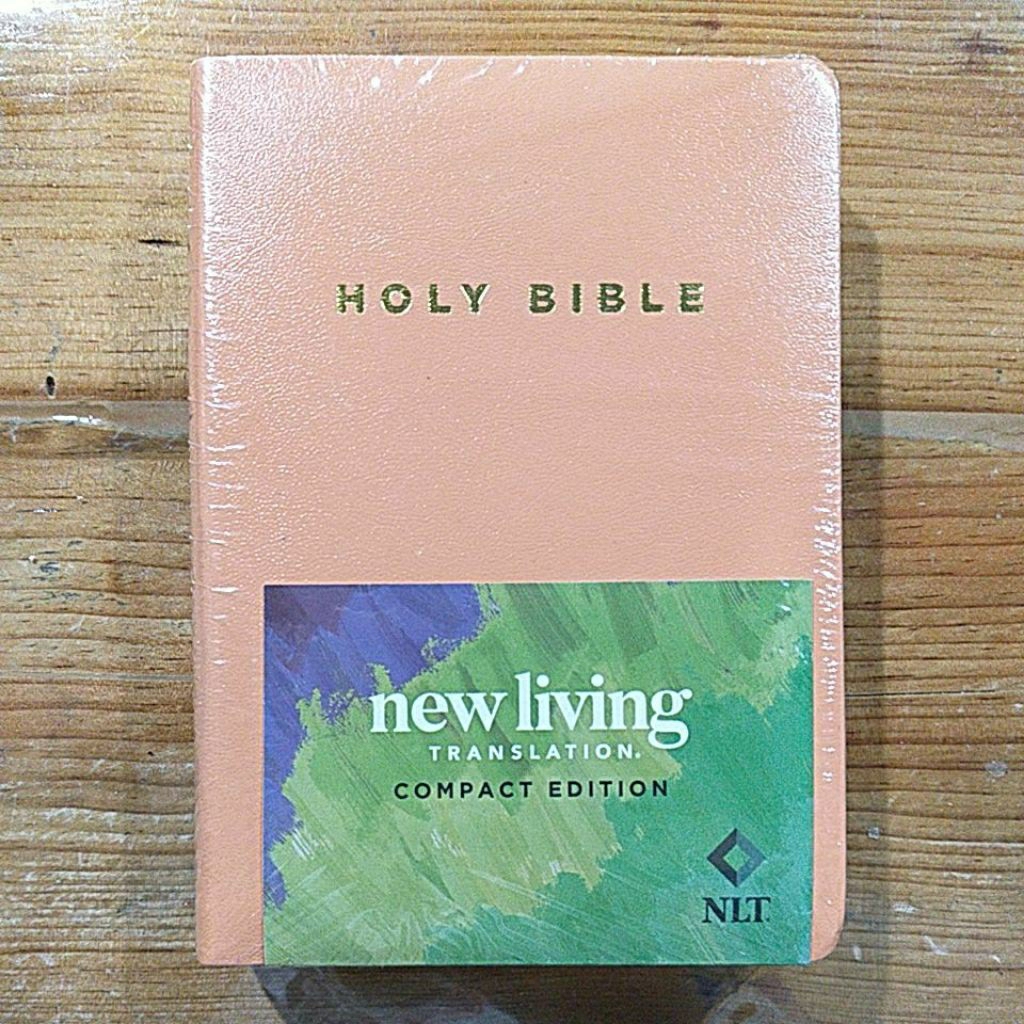 HOLY BIBLE
new living
TRANSLATION.
COMPACT EDITION
NLT